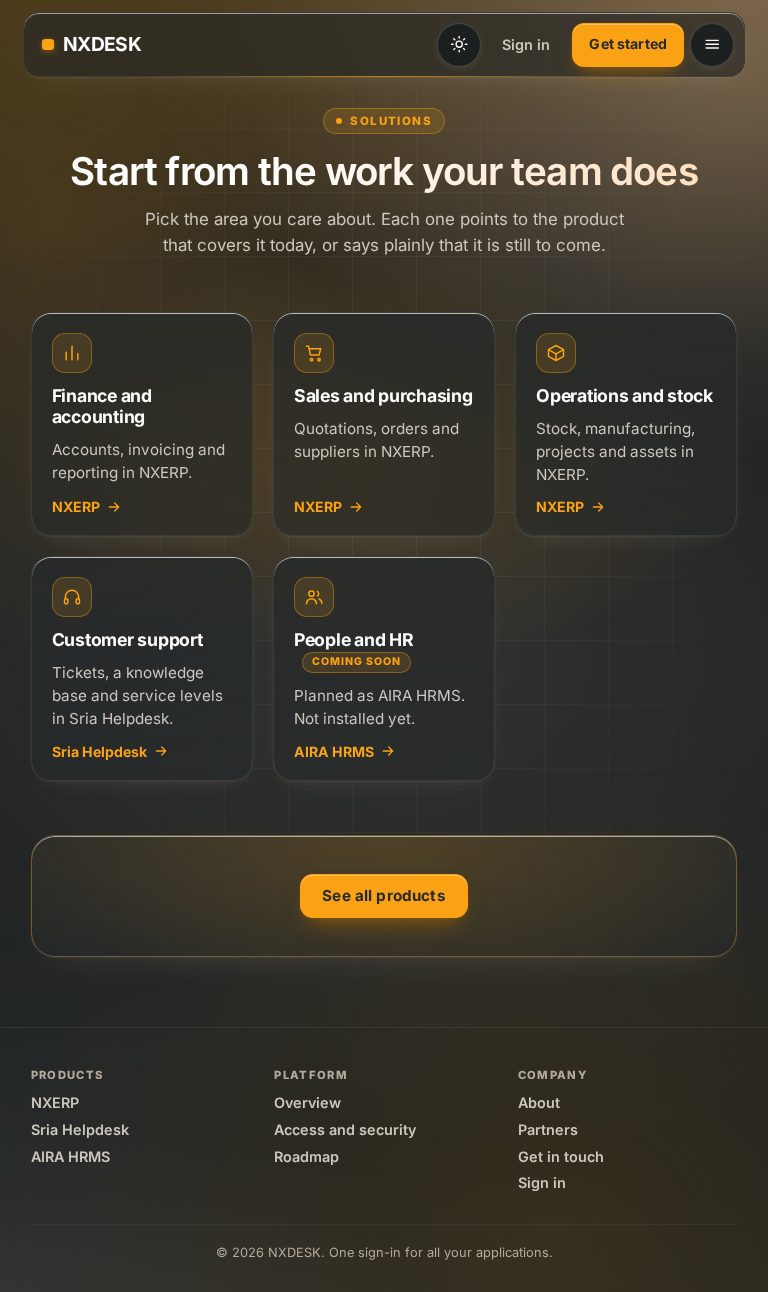 NXDESK
Sign in
Get started
SOLUTIONS
Start from the work your team does
Pick the area you care about. Each one points to the product
that covers it today, or says plainly that it is still to come.
Finance and
accounting
Accounts, invoicing and
reporting in NXERP.
NXERP →
Sales and purchasing
Quotations, orders and
suppliers in NXERP.
NXERP →
Operations and stock
Stock, manufacturing,
projects and assets in
NXERP.
NXERP →
Customer support
Tickets, a knowledge
base and service levels
in Sria Helpdesk.
Sria Helpdesk →
People and HR
COMING SOON
Planned as AIRA HRMS.
Not installed yet.
AIRA HRMS →
See all products
PRODUCTS
NXERP
Sria Helpdesk
AIRA HRMS
PLATFORM
Overview
Access and security
Roadmap
COMPANY
About
Partners
Get in touch
Sign in
© 2026 NXDESK. One sign-in for all your applications.